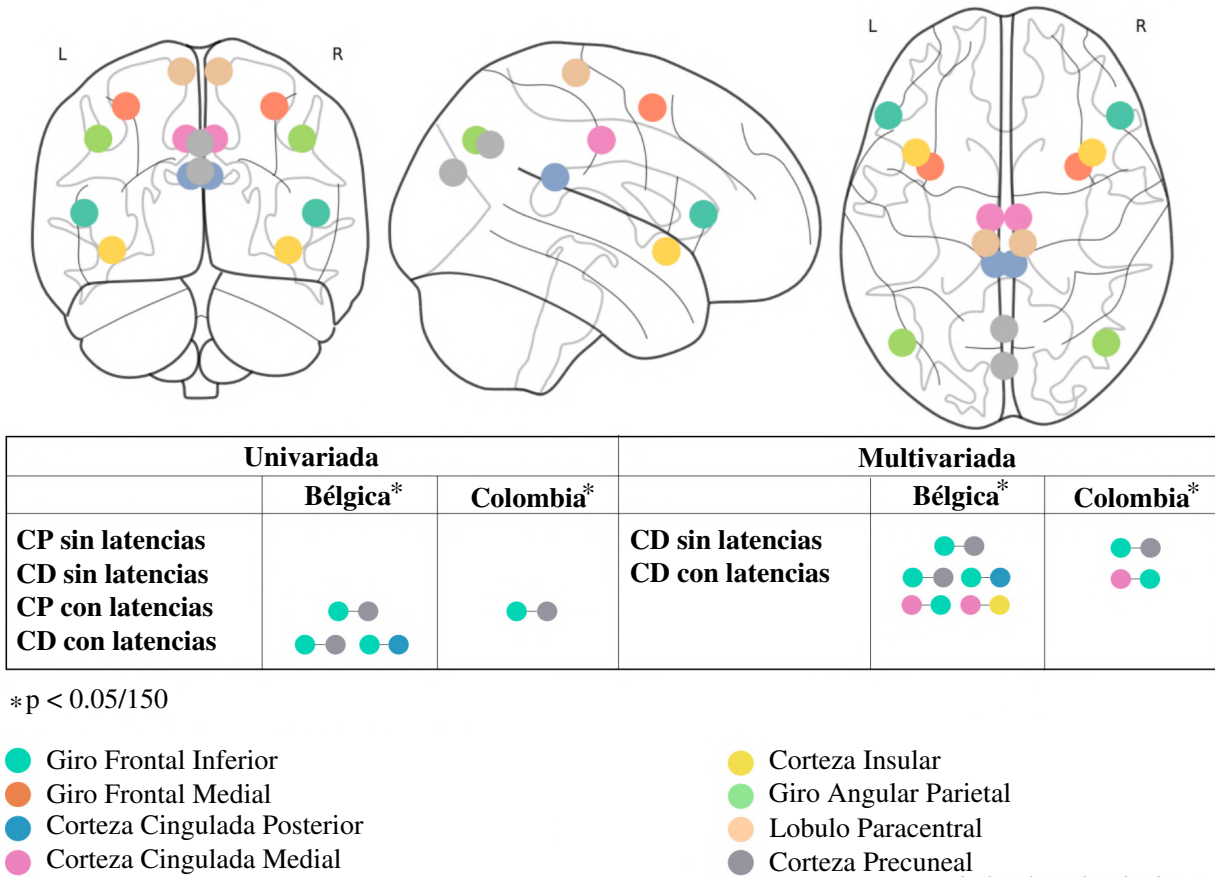 L R
L R
Univariada Multivariada
Bélgica* Colombia* Bélgica* Colombia*
CP sin latencias CD sin latencias
CD sin latencias CD con latencias
CP con latencias
CD con latencias
*p < 0.05/150
Giro Frontal Inferior
Giro Frontal Medial
Corteza Cingulada Posterior
Corteza Cingulada Medial
Corteza Insular
Giro Angular Parietal
Lobulo Paracentral
Corteza Precuneal